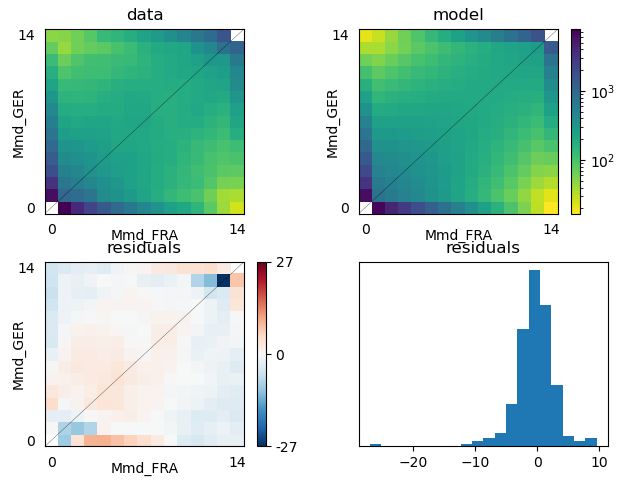 data
model
14
Mmd_GER
0
0
14
Mmd_FRA
14
Mmd_GER
0
0
14
Mmd_FRA
10³
10²
residuals
residuals
14
Mmd_GER
0
0
14
Mmd_FRA
27
0
-27
−20
−10
0
10